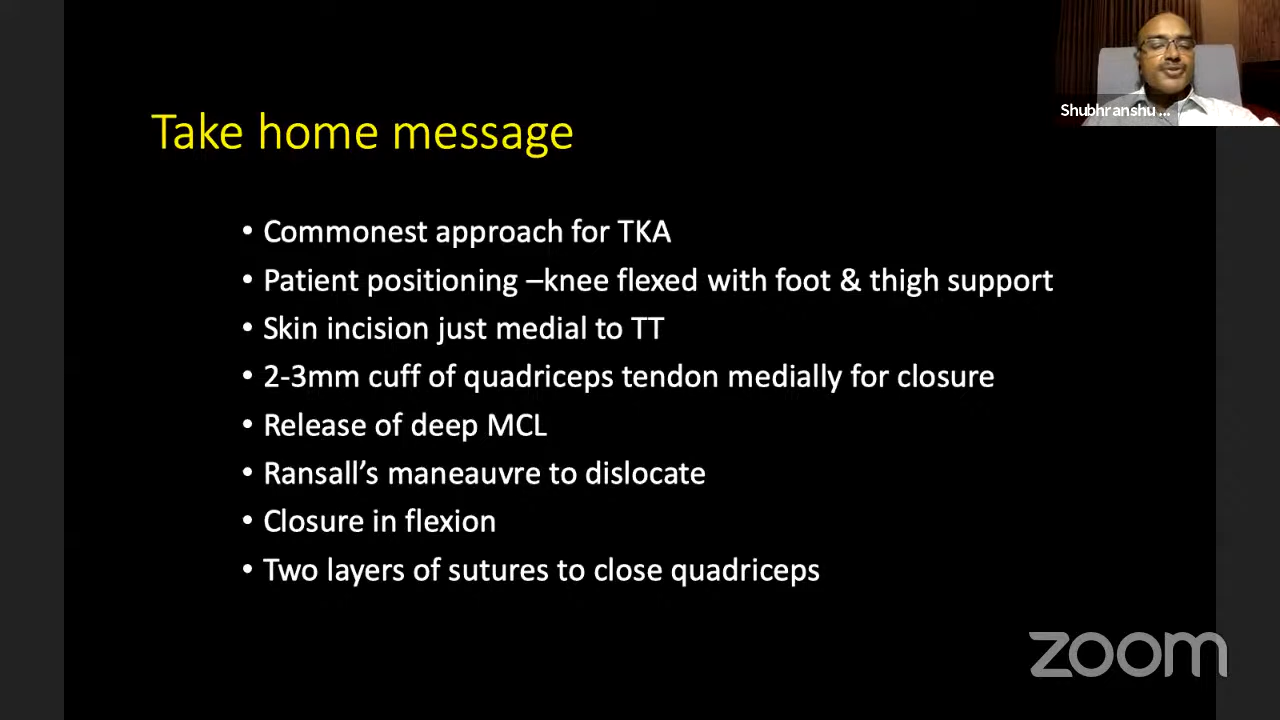 Shubhranshu ...
Take home message
• Commonest approach for TKA
• Patient positioning –knee flexed with foot & thigh support
• Skin incision just medial to TT
• 2-3mm cuff of quadriceps tendon medially for closure
• Release of deep MCL
• Ransall’s maneauvre to dislocate
• Closure in flexion
• Two layers of sutures to close quadriceps
zoom